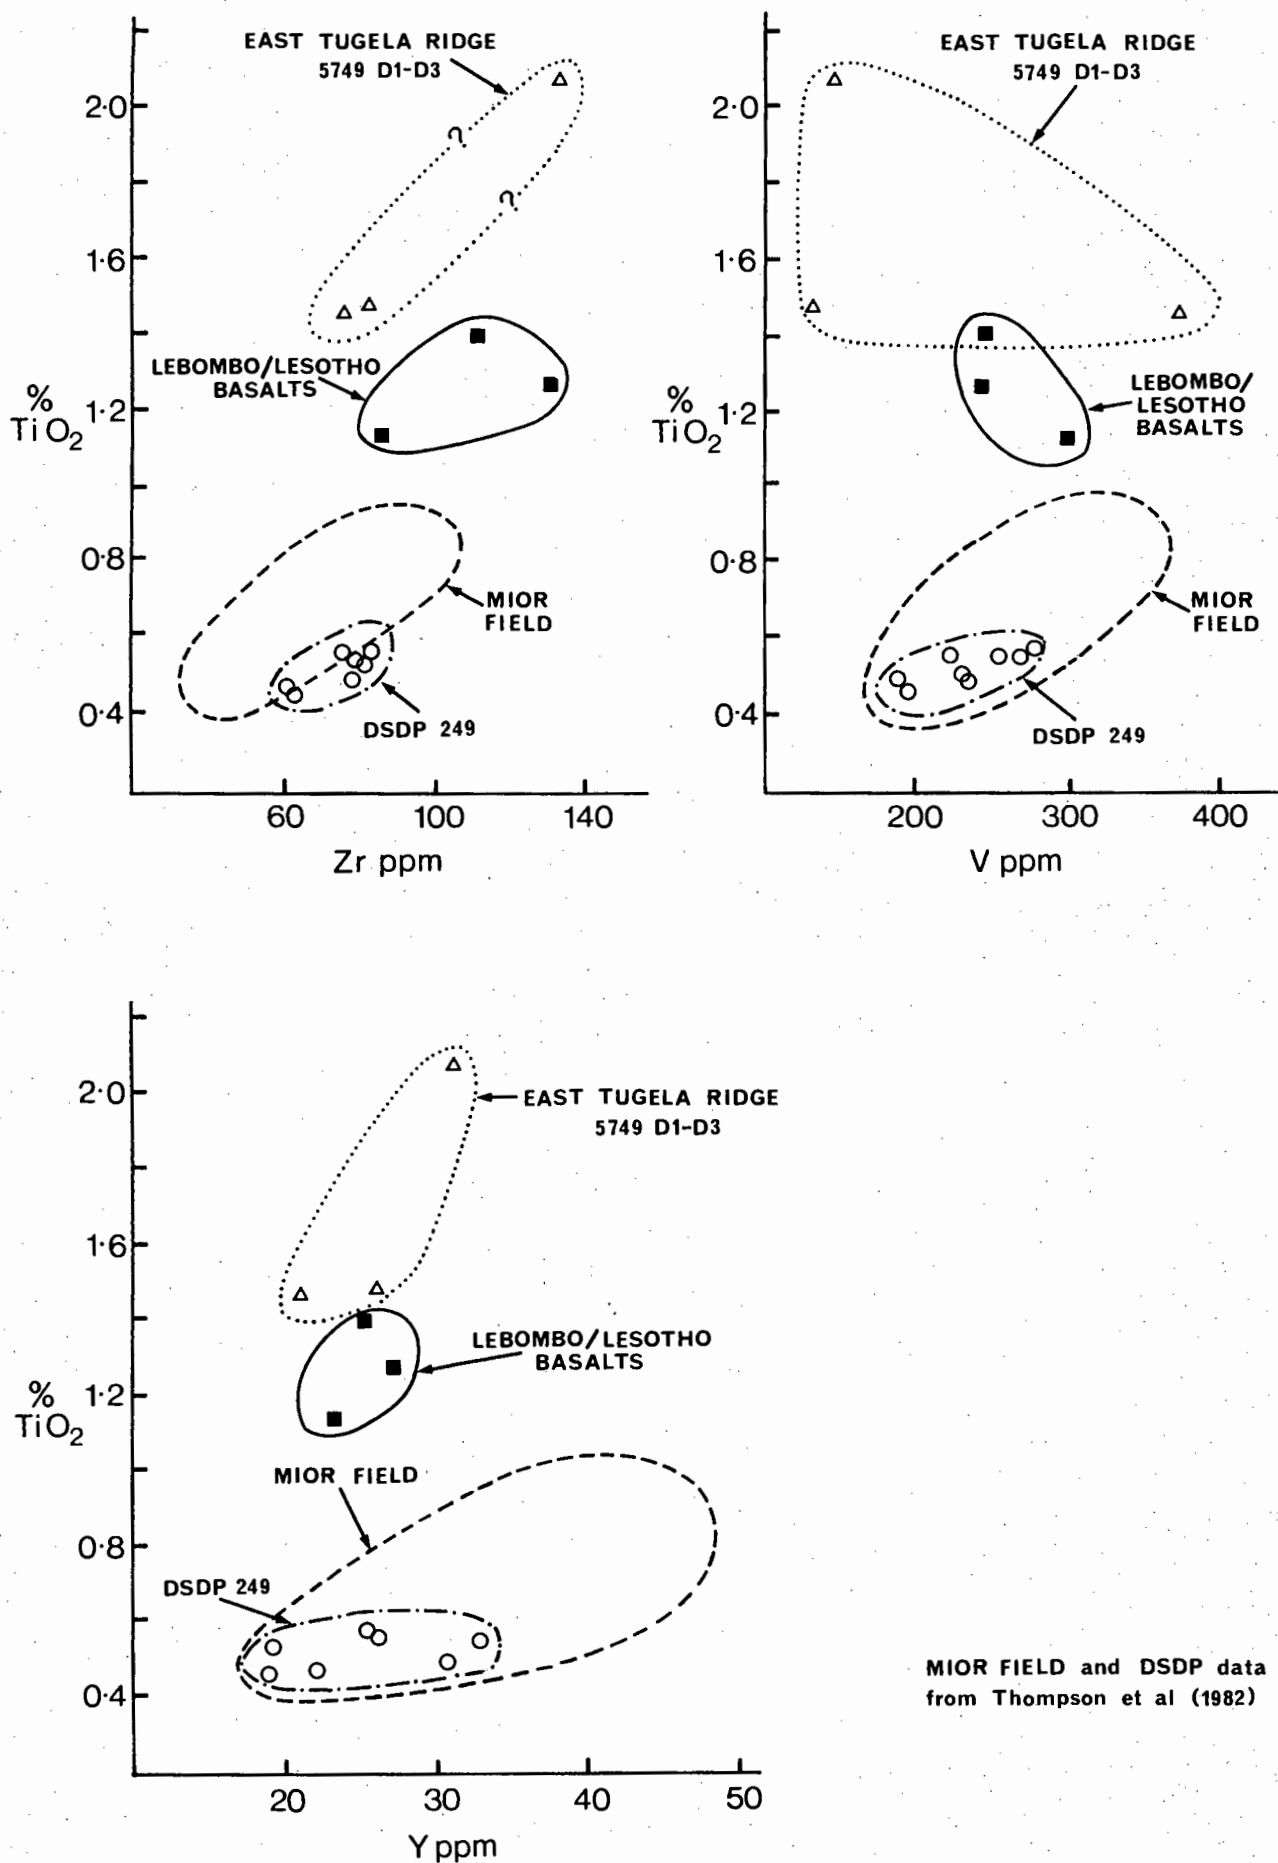 EAST TUGELA RIDGE
5749 D1-D3
2·0
1·6
1·2
0·8
0·4
%
TiO2
?
?
LEBOMBO/LESOTHO
BASALTS
MIOR
FIELD
DSDP 249
60
100
140
Zr ppm
EAST TUGELA RIDGE
5749 D1-D3
2·0
1·6
1·2
0·8
0·4
%
TiO2
LEBOMBO/
LESOTHO
BASALTS
MIOR
FIELD
DSDP 249
200
300
400
V ppm
EAST TUGELA RIDGE
5749 D1-D3
2·0
1·6
1·2
0·8
0·4
%
TiO2
LEBOMBO/LESOTHO
BASALTS
MIOR FIELD
DSDP 249
20
30
40
50
Y ppm
MIOR FIELD and DSDP data
from Thompson et al (1982)